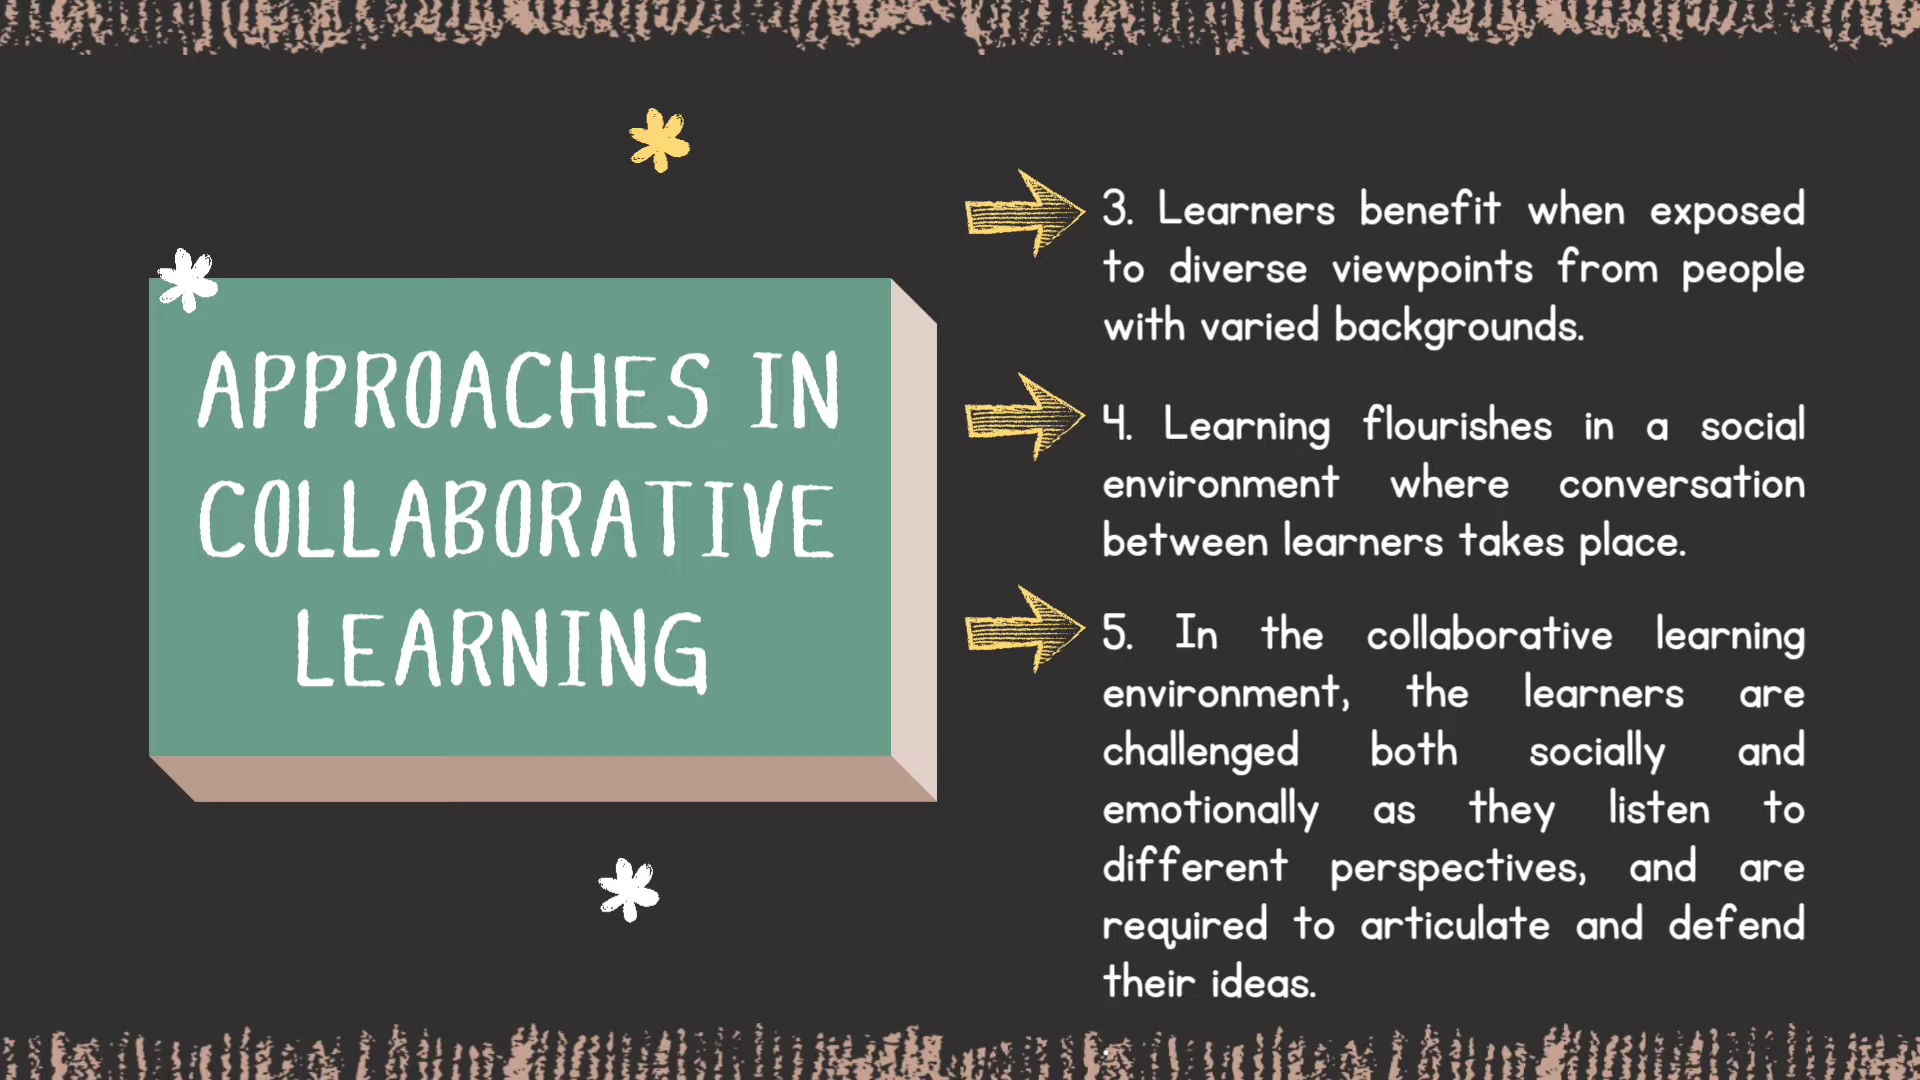 APPROACHES IN
COLLABORATIVE
LEARNING
3. Learners benefit when exposed
to diverse viewpoints from people
with varied backgrounds.
4. Learning flourishes in a social
environment where conversation
between learners takes place.
5. In the collaborative learning
environment, the learners are
challenged both socially and
emotionally as they listen to
different perspectives, and are
required to articulate and defend
their ideas.